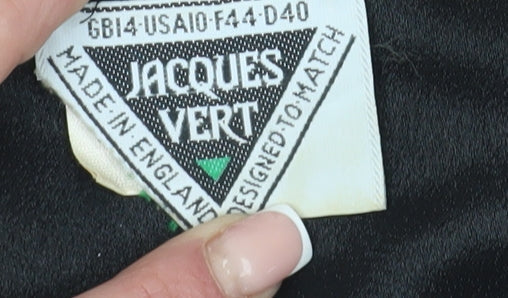 GB14·USA10·F44·D40
JACQUES
VERT
MADE·IN·ENGLAND
DESIGNED·TO·MATCH